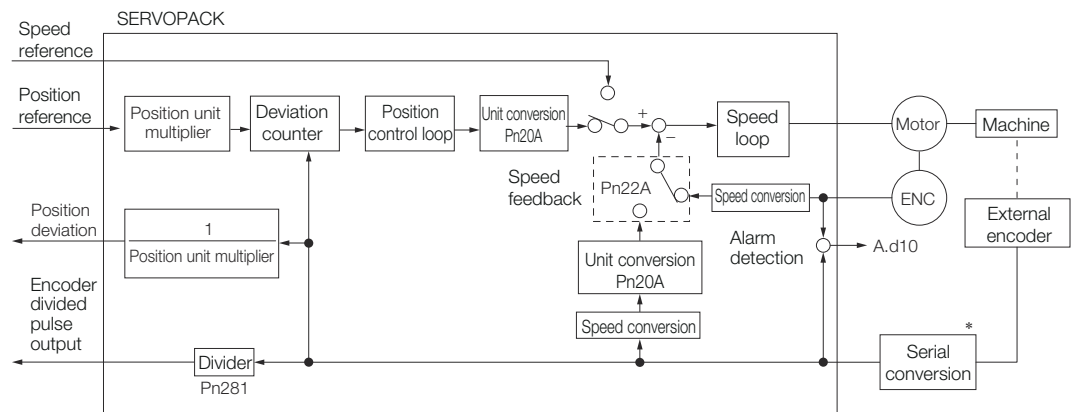 SERVOPACK
Speed
reference
Position
reference
Position unit
multiplier
Deviation
counter
Position
control loop
Unit conversion
Pn20A
+
−
Speed
loop
Motor
Machine
Speed
feedback
Pn22A
Speed conversion
ENC
External
encoder
Position
deviation
1
Position unit multiplier
Alarm
detection
A.d10
Unit conversion
Pn20A
Encoder
divided
pulse
output
Speed conversion
*
Serial
conversion
Divider
Pn281